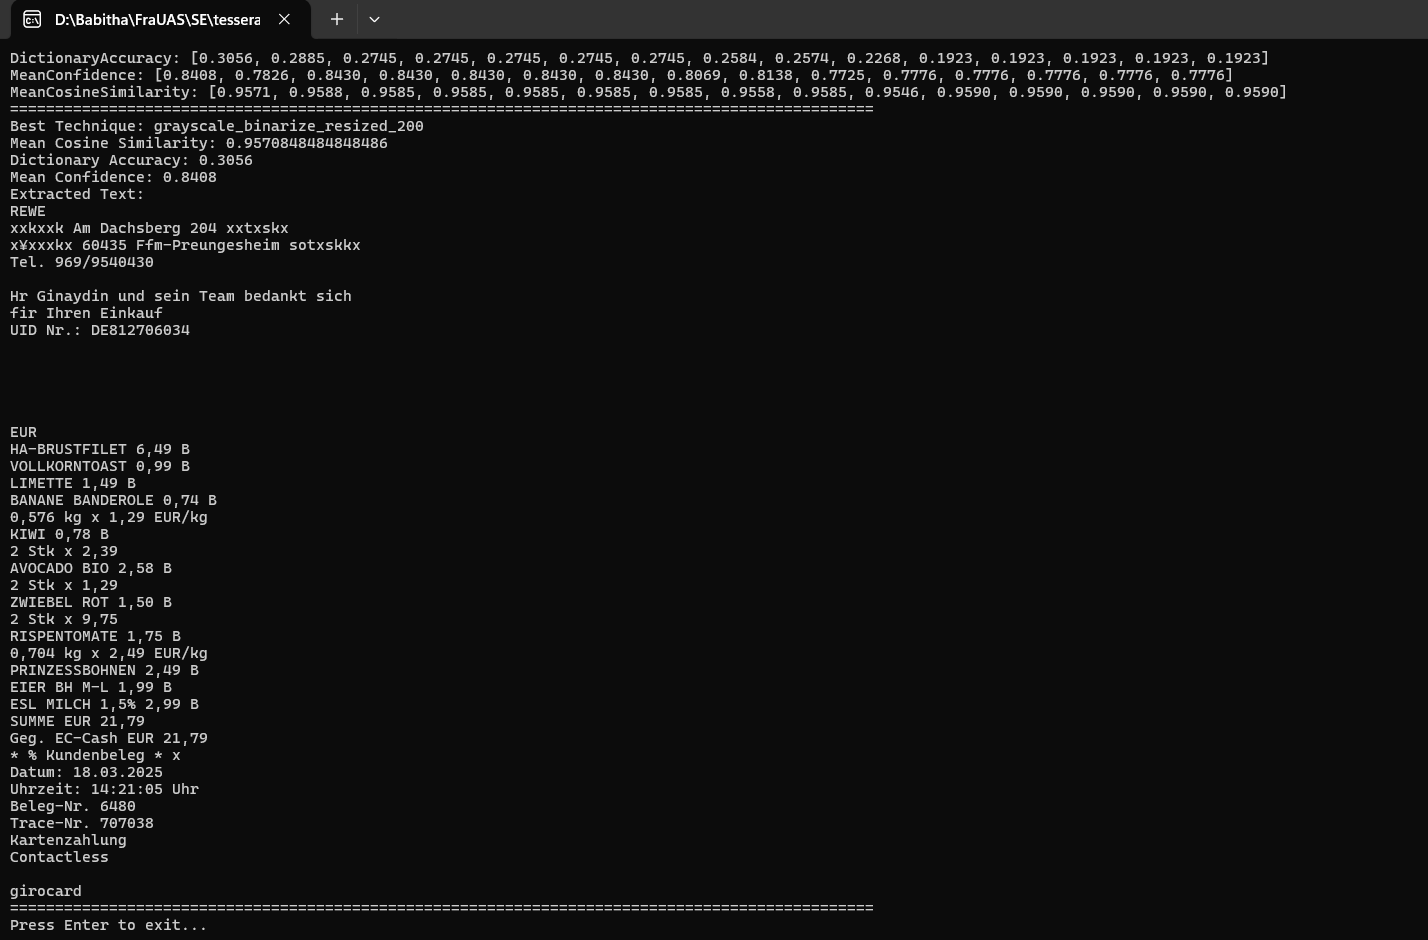 D:\Babitha\FraUAS\SE\tessera
DictionaryAccuracy: [0.3056, 0.2885, 0.2745, 0.2745, 0.2745, 0.2745, 0.2745, 0.2584, 0.2574, 0.2268, 0.1923, 0.1923, 0.1923, 0.1923, 0.1923]
MeanConfidence: [0.8408, 0.7826, 0.8430, 0.8430, 0.8430, 0.8430, 0.8430, 0.8069, 0.8138, 0.7725, 0.7776, 0.7776, 0.7776, 0.7776, 0.7776]
MeanCosineSimilarity: [0.9571, 0.9588, 0.9585, 0.9585, 0.9585, 0.9585, 0.9585, 0.9558, 0.9585, 0.9546, 0.9590, 0.9590, 0.9590, 0.9590, 0.9590]
================================================================================================
Best Technique: grayscale_binarize_resized_200
Mean Cosine Similarity: 0.9570848484848486
Dictionary Accuracy: 0.3056
Mean Confidence: 0.8408
Extracted Text:
REWE
xxkxxk Am Dachsberg 204 xxtxskx
x¥xxxkx 60435 Ffm-Preungesheim sotxskkx
Tel. 969/9540430
Hr Ginaydin und sein Team bedankt sich
fir Ihren Einkauf
UID Nr.: DE812706034
EUR
HA-BRUSTFILET 6,49 B
VOLLKORNTOAST 0,99 B
LIMETTE 1,49 B
BANANE BANDEROLE 0,74 B
0,576 kg x 1,29 EUR/kg
KIWI 0,78 B
2 Stk x 2,39
AVOCADO BIO 2,58 B
2 Stk x 1,29
ZWIEBEL ROT 1,50 B
2 Stk x 9,75
RISPENTOMATE 1,75 B
0,704 kg x 2,49 EUR/kg
PRINZESSBOHNEN 2,49 B
EIER BH M-L 1,99 B
ESL MILCH 1,5% 2,99 B
SUMME EUR 21,79
Geg. EC-Cash EUR 21,79
* % Kundenbeleg * x
Datum: 18.03.2025
Uhrzeit: 14:21:05 Uhr
Beleg-Nr. 6480
Trace-Nr. 707038
Kartenzahlung
Contactless
girocard
================================================================================================
Press Enter to exit...